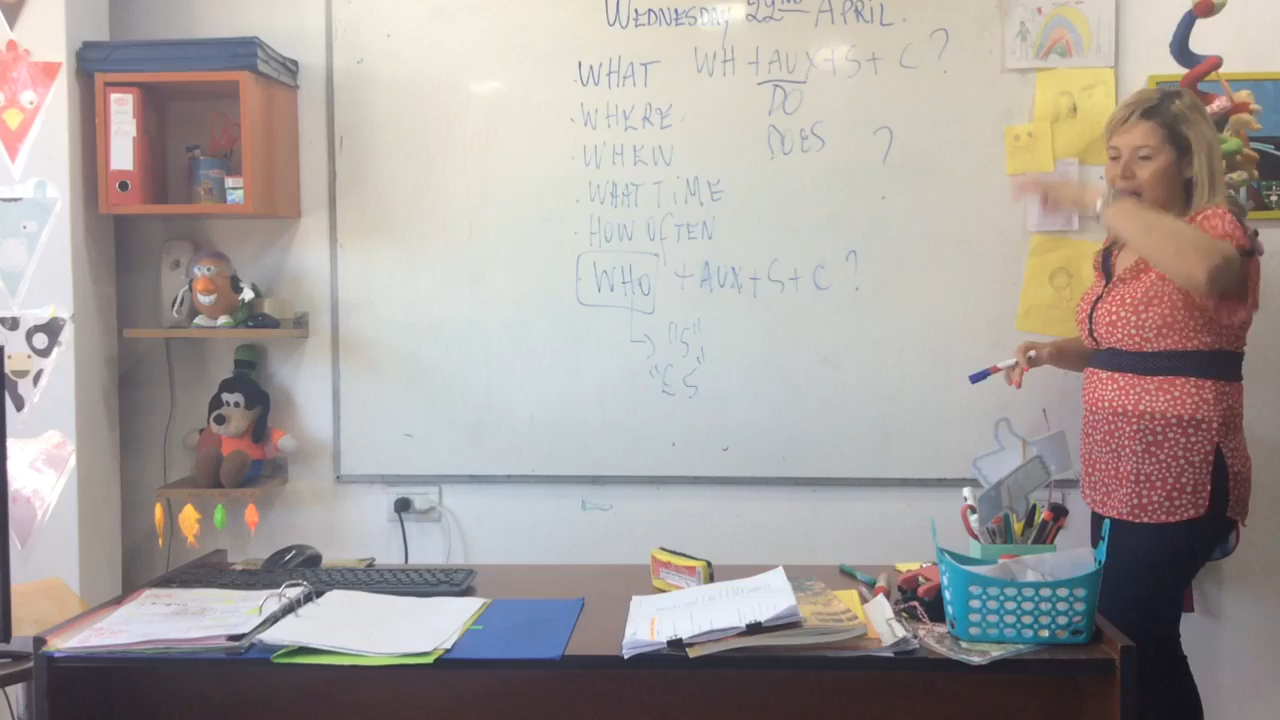 WEDNESDAY 22ND APRIL.
·WHAT WH + AUX + S + C ?
·WHERE DO
·WHEN DOES ?
·WHAT TIME
·HOW OFTEN
WHO + AUX + S + C ?
"S"
"ES"